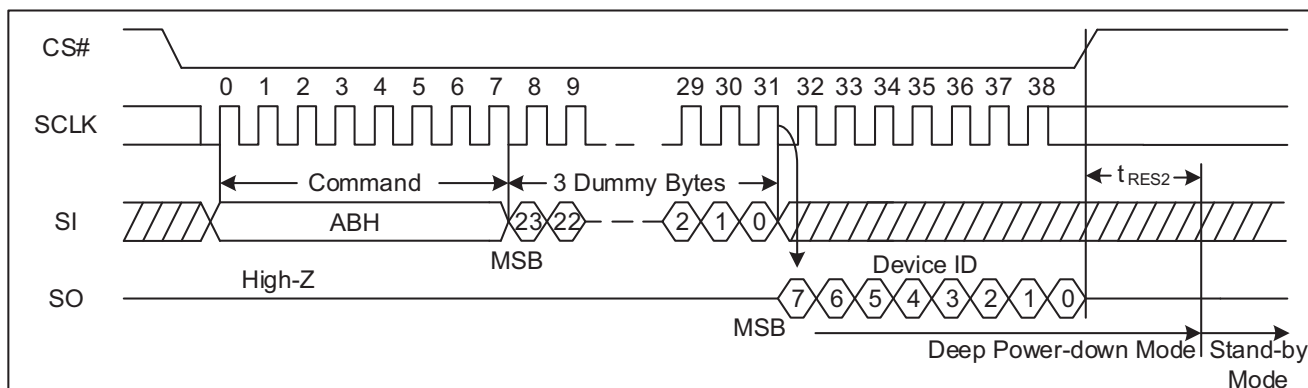 CS#
0 1 2 3 4 5 6 7 8 9 29 30 31 32 33 34 35 36 37 38
SCLK
Command 3 Dummy Bytes tRES2
SI ABH 23 22 2 1 0
MSB
High-Z Device ID
SO 7 6 5 4 3 2 1 0
MSB
Deep Power-down Mode Stand-by
Mode